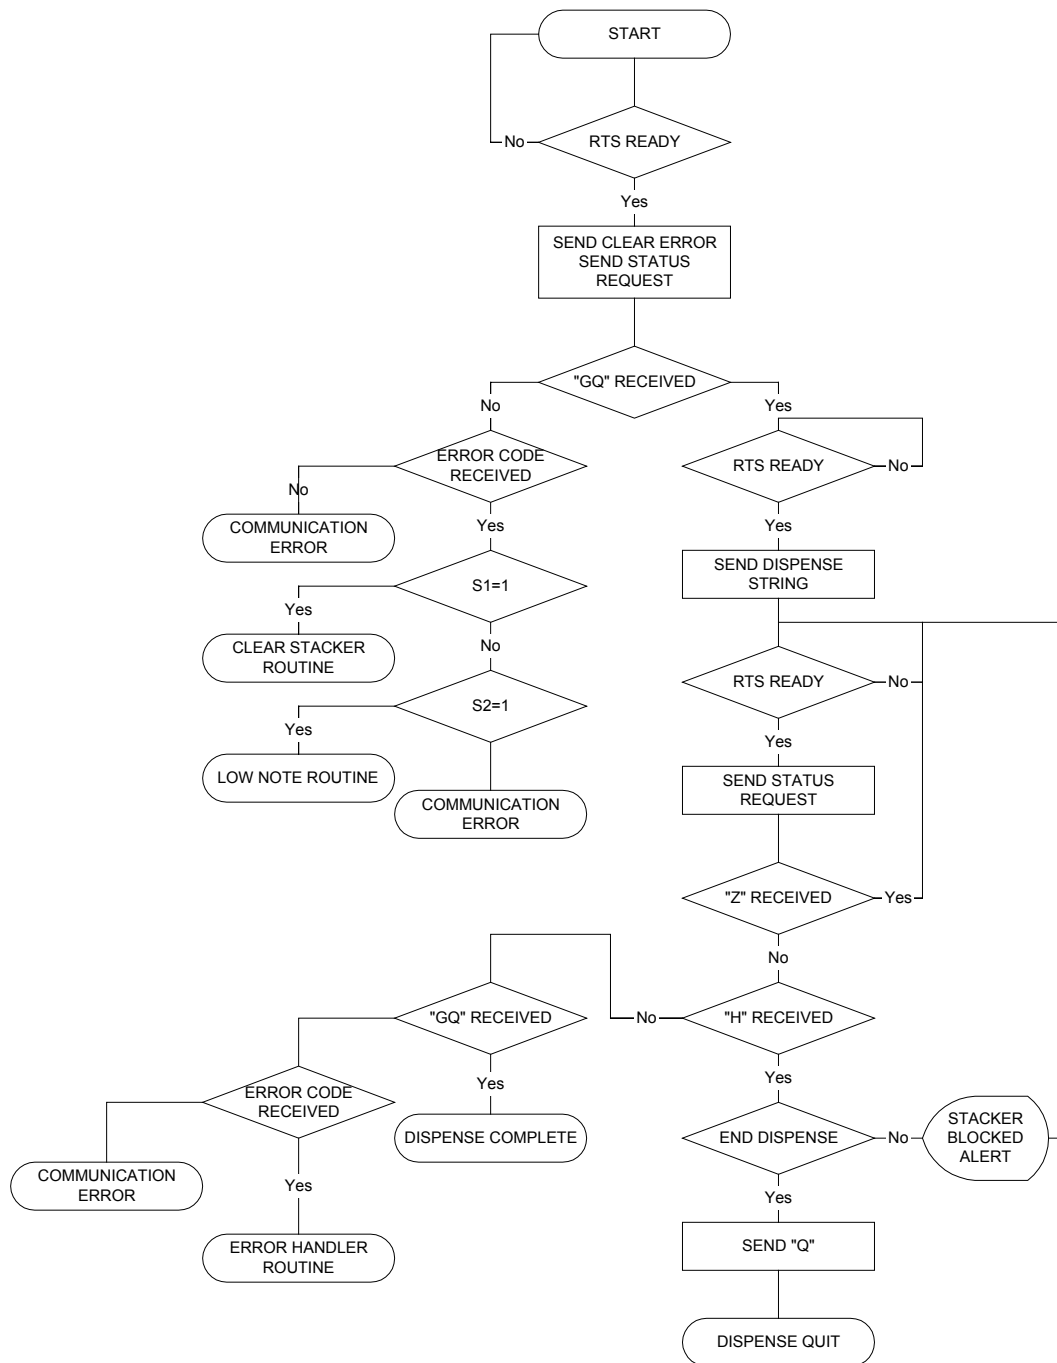 START
RTS READY
No
Yes
SEND CLEAR ERROR
SEND STATUS
REQUEST
"GQ" RECEIVED
No
Yes
ERROR CODE
RECEIVED
RTS READY
No
No
COMMUNICATION
ERROR
Yes
Yes
S1=1
SEND DISPENSE
STRING
Yes
CLEAR STACKER
ROUTINE
No
RTS READY
No
S2=1
Yes
Yes
LOW NOTE ROUTINE
SEND STATUS
REQUEST
COMMUNICATION
ERROR
"Z" RECEIVED
Yes
No
"GQ" RECEIVED
No
"H" RECEIVED
Yes
Yes
ERROR CODE
RECEIVED
DISPENSE COMPLETE
END DISPENSE
No
STACKER
BLOCKED
ALERT
COMMUNICATION
ERROR
Yes
Yes
ERROR HANDLER
ROUTINE
SEND "Q"
DISPENSE QUIT